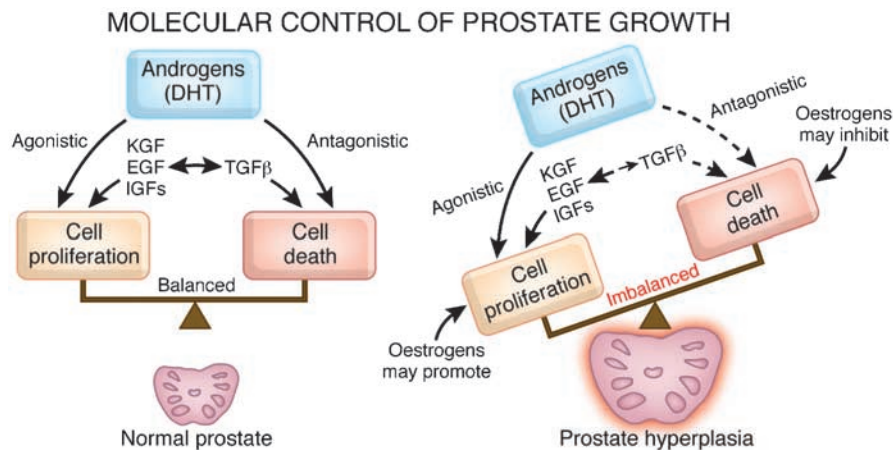 MOLECULAR CONTROL OF PROSTATE GROWTH
Androgens
(DHT)
Agonistic
Antagonistic
KGF
EGF
IGFs
TGFβ
Cell
proliferation
Cell
death
Balanced
Normal prostate
Androgens
(DHT)
Antagonistic
Oestrogens
may inhibit
Agonistic
KGF
EGF
IGFs
TGFβ
Cell
death
Cell
proliferation
Imbalanced
Oestrogens
may promote
Prostate hyperplasia